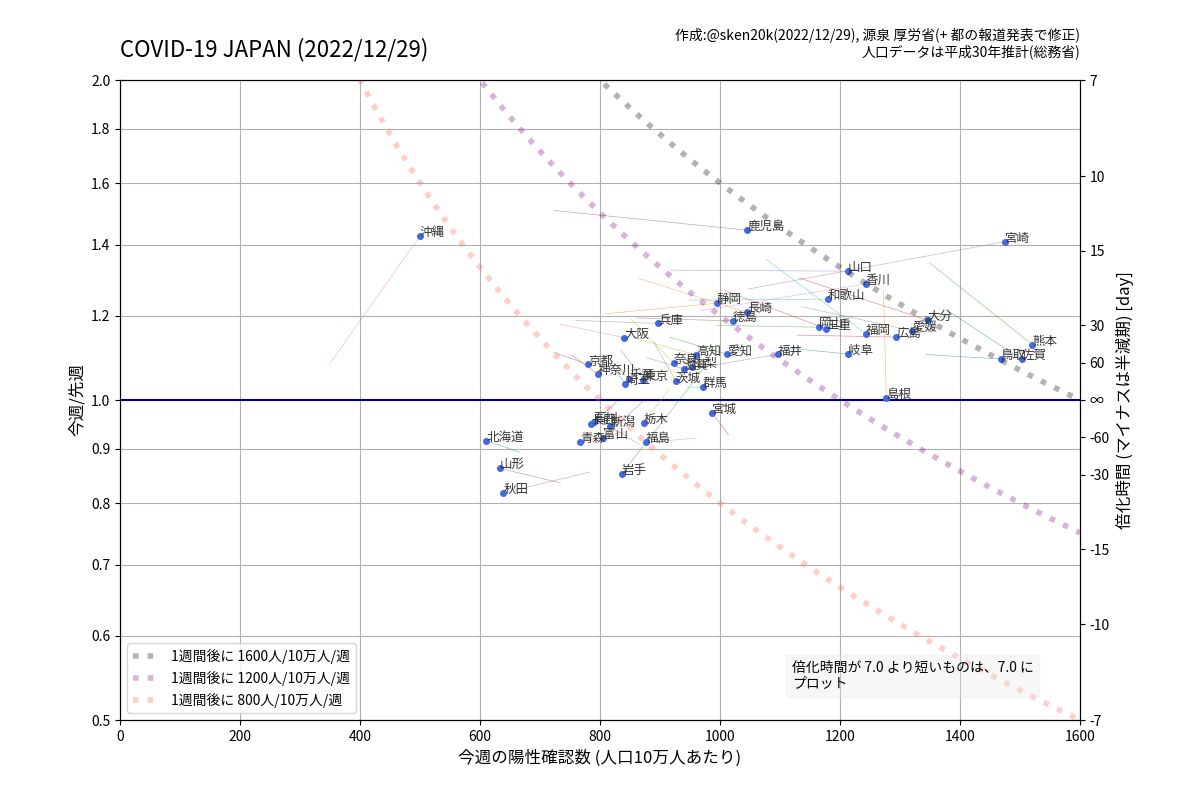 COVID-19 JAPAN (2022/12/29)
作成:@sken20k(2022/12/29), 源泉 厚労省(+ 都の報道発表で修正)
人口データは平成30年推計(総務省)
2.0
1.8
1.6
1.4
1.2
1.0
0.9
0.8
0.7
0.6
0.5
今週/先週
7
10
15
30
60
∞
-60
-30
-15
-10
-7
倍化時間 (マイナスは半減期) [day]
沖縄
鹿児島
宮崎
山口
香川
静岡
和歌山
長崎
徳島
兵庫
大分
愛媛
福岡
広島
大阪
熊本
高知
愛知
福井
岐阜
鳥取
佐賀
京都
神奈川
東京
茨城
群馬
島根
宮城
栃木
新潟
富山
青森
福島
北海道
山形
岩手
秋田
1週間後に 1600人/10万人/週
1週間後に 1200人/10万人/週
1週間後に 800人/10万人/週
倍化時間が 7.0 より短いものは、7.0 に
プロット
0 200 400 600 800 1000 1200 1400 1600
今週の陽性確認数 (人口10万人あたり)